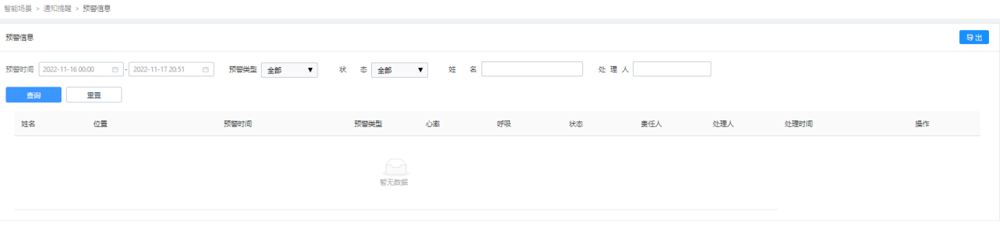 智能场景 > 通知提醒 > 预警信息
预警信息 导出
预警时间 2022-11-16 00:00 - 2022-11-17 20:51 预警类型 全部 状 态 全部 姓 名 处 理 人
查询 重置
姓名 位置 预警时间 预警类型 心率 呼吸 状态 责任人 处理人 处理时间 操作
暂无数据